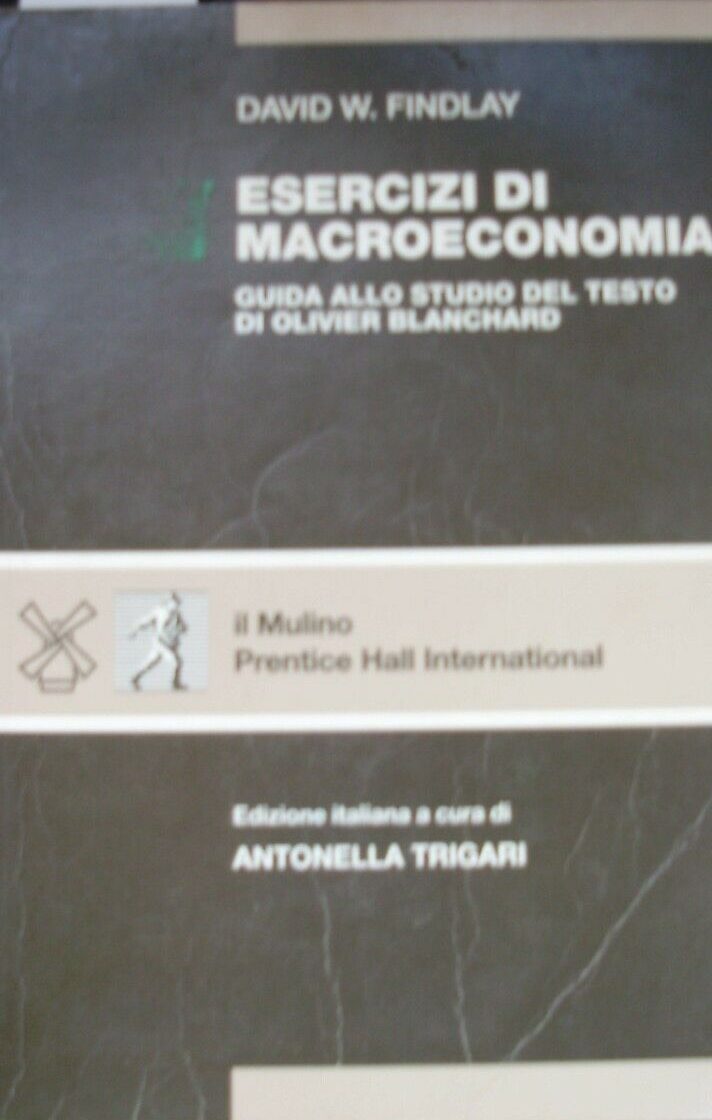 DAVID W. FINDLAY
ESERCIZI DI
MACROECONOMIA
GUIDA ALLO STUDIO DEL TESTO
DI OLIVIER BLANCHARD
il Mulino
Prentice Hall International
Edizione italiana a cura di
ANTONELLA TRIGARI